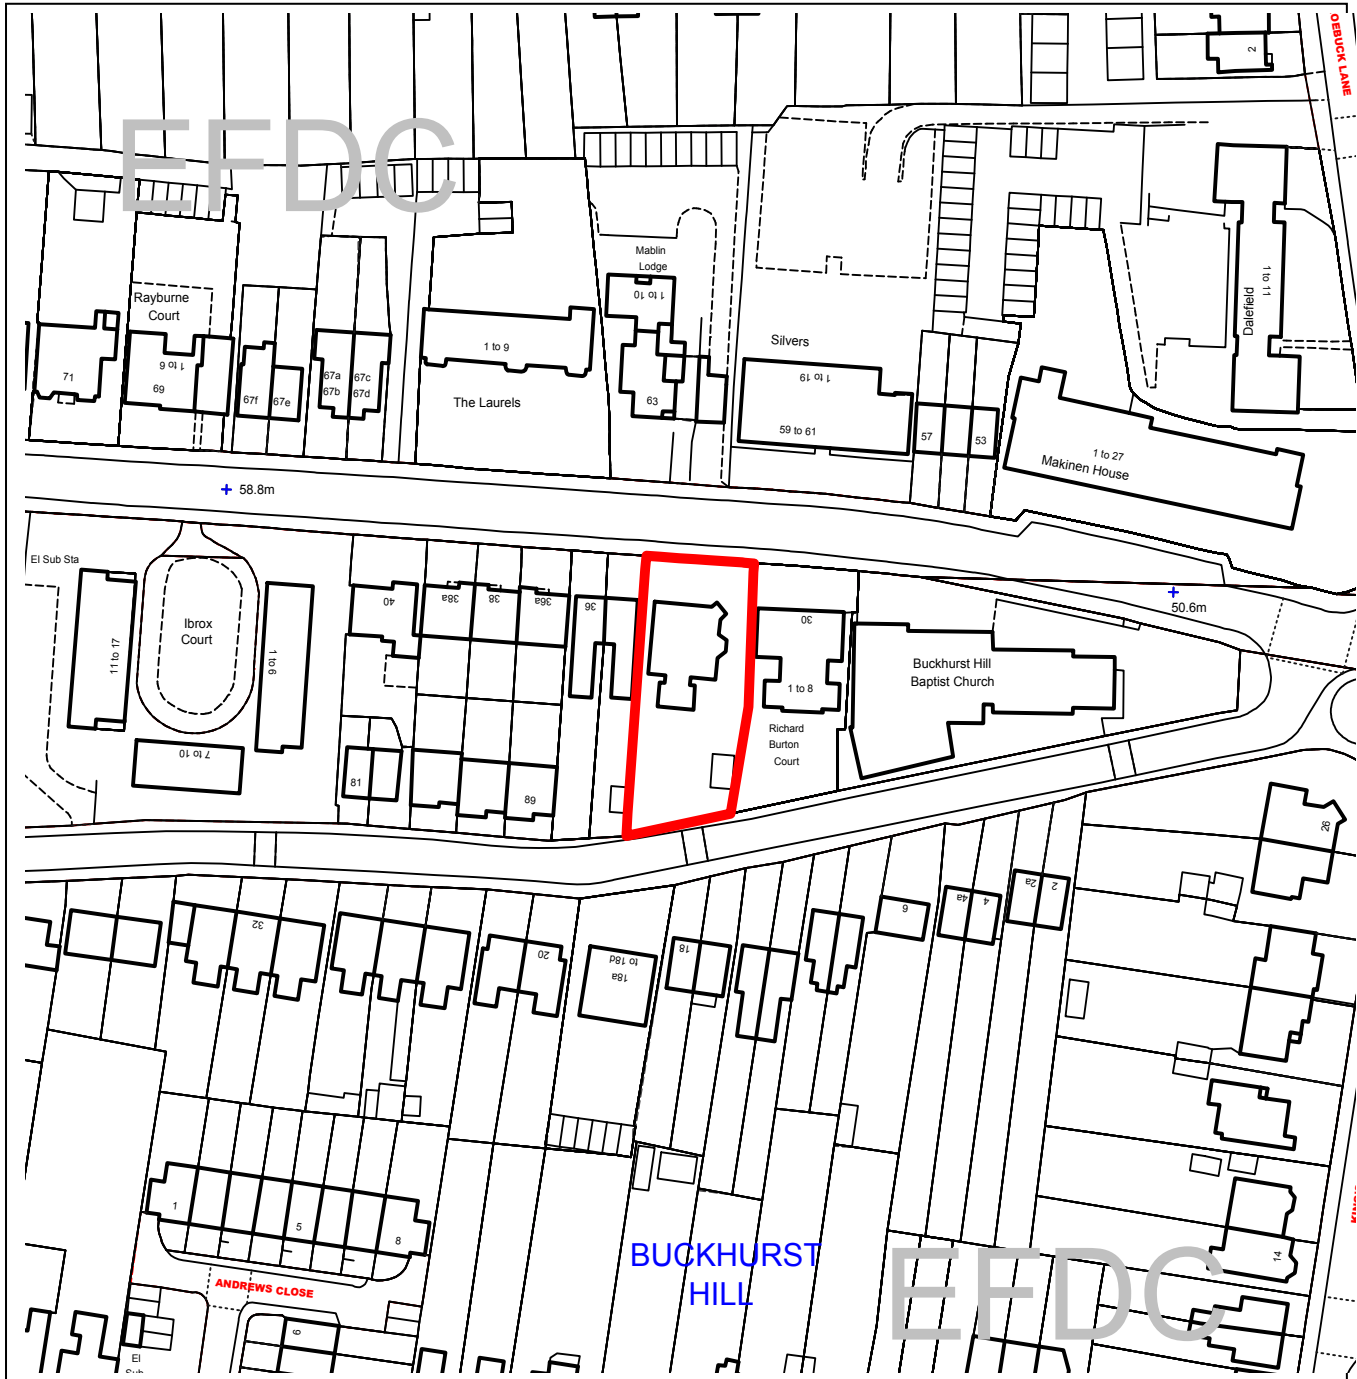 OEBUCK LANE
2
EFDC
Mablin
Lodge
1 to 10
Rayburne
Court
1 to 6
69
71
67f
67e
67a
67b
67c
67d
1 to 9
The Laurels
63
Silvers
1 to 19
59 to 61
57
53
Dalefield
1 to 11
1 to 27
Makinen House
58.8m
50.6m
El Sub Sta
Ibrox
Court
11 to 17
1 to 6
7 to 10
40
38a
38
36a
36
30
1 to 8
Richard
Burton
Court
Buckhurst Hill
Baptist Church
81
89
26
32
20
18a
to 18d
18
6
4a
4
2a
2
1
5
8
ANDREWS CLOSE
BUCKHURST
HILL
EFDC
14
El